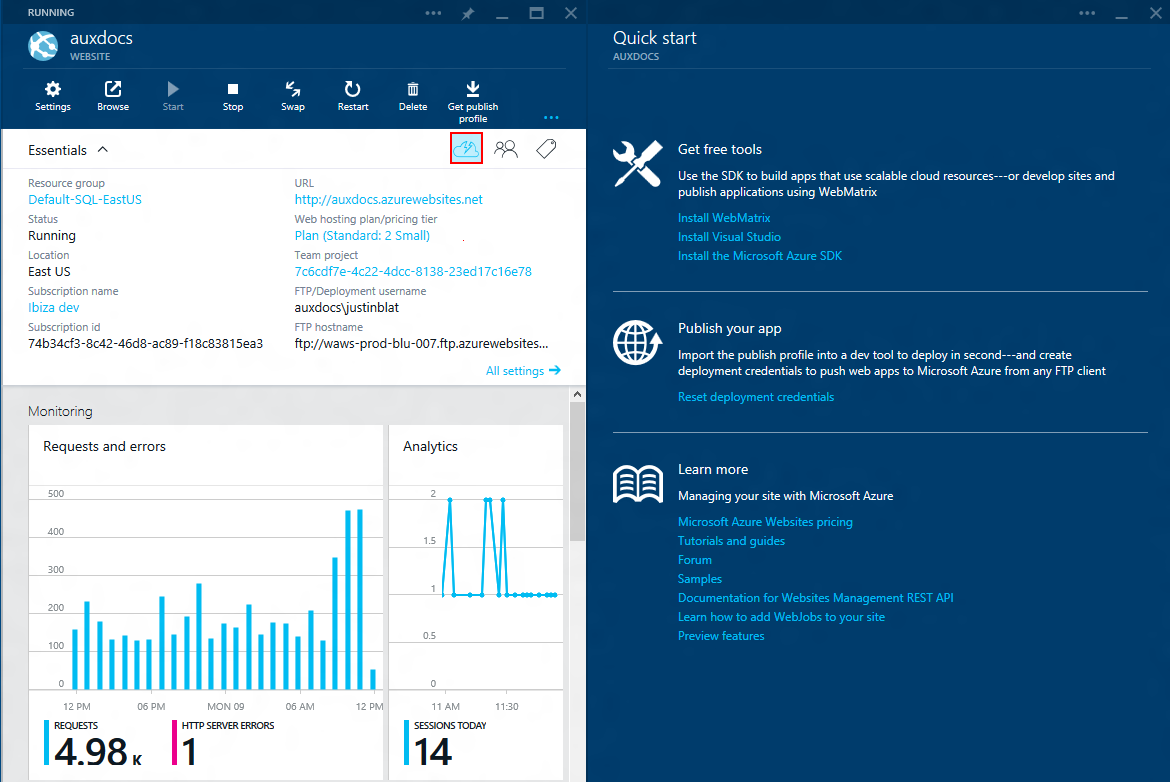 RUNNING
auxdocs
WEBSITE
Settings
Browse
Start
Stop
Swap
Restart
Delete
Get publish
profile
Essentials
Resource group
Default-SQL-EastUS
Status
Running
Location
East US
Subscription name
Ibiza dev
Subscription id
74b34cf3-8c42-46d8-ac89-f18c83815ea3
URL
http://auxdocs.azurewebsites.net
Web hosting plan/pricing tier
Plan (Standard: 2 Small)
Team project
7c6cdf7e-4c22-4dcc-8138-23ed17c16e78
FTP/Deployment username
auxdocs\justinblat
FTP hostname
ftp://waws-prod-blu-007.ftp.azurewebsites...
All settings
Monitoring
Requests and errors
500
400
300
200
100
0
12 PM
06 PM
MON 09
06 AM
12 PM
REQUESTS
4.98 K
HTTP SERVER ERRORS
1
Analytics
2
1.5
1
0.5
0
11 AM
11:30
SESSIONS TODAY
14
Quick start
AUXDOCS
Get free tools
Use the SDK to build apps that use scalable cloud resources---or develop sites and
publish applications using WebMatrix
Install WebMatrix
Install Visual Studio
Install the Microsoft Azure SDK
Publish your app
Import the publish profile into a dev tool to deploy in second---and create
deployment credentials to push web apps to Microsoft Azure from any FTP client
Reset deployment credentials
Learn more
Managing your site with Microsoft Azure
Microsoft Azure Websites pricing
Tutorials and guides
Forum
Samples
Documentation for Websites Management REST API
Learn how to add WebJobs to your site
Preview features